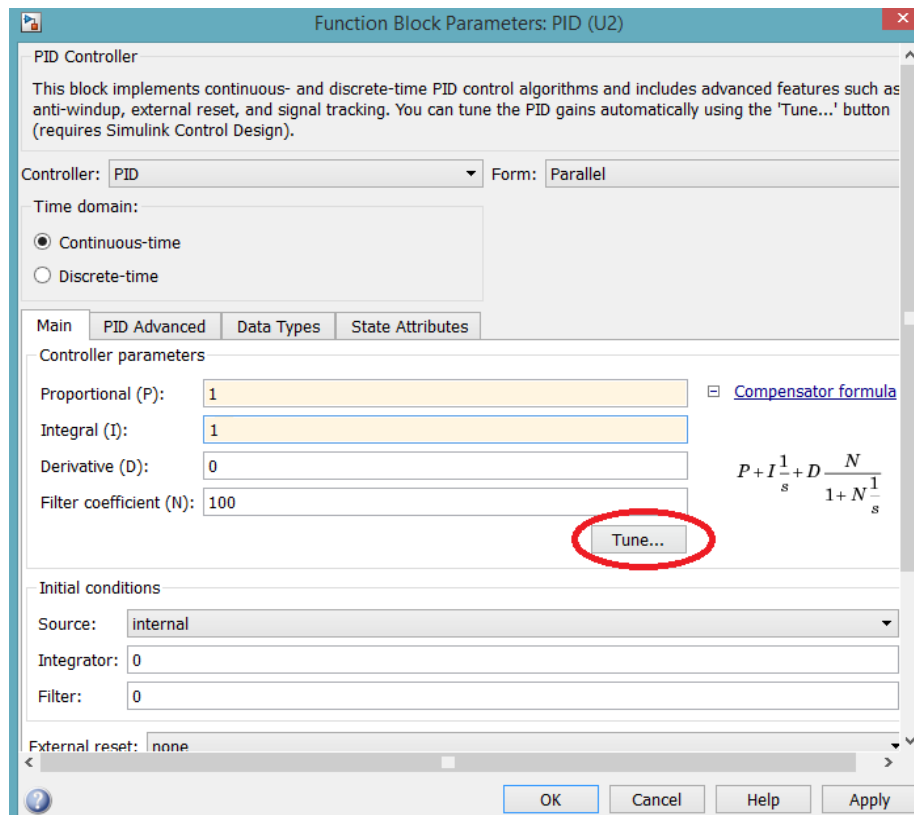 Function Block Parameters: PID (U2)
PID Controller
This block implements continuous- and discrete-time PID control algorithms and includes advanced features such as
anti-windup, external reset, and signal tracking. You can tune the PID gains automatically using the 'Tune...' button
(requires Simulink Control Design).
Controller: PID Form: Parallel
Time domain:
Continuous-time
Discrete-time
Main PID Advanced Data Types State Attributes
Controller parameters
Proportional (P): 1 Compensator formula
Integral (I): 1
Derivative (D): 0
Filter coefficient (N): 100
P+I 1/s +D N/(1+N 1/s)
Tune...
Initial conditions
Source: internal
Integrator: 0
Filter: 0
External reset: none
OK Cancel Help Apply